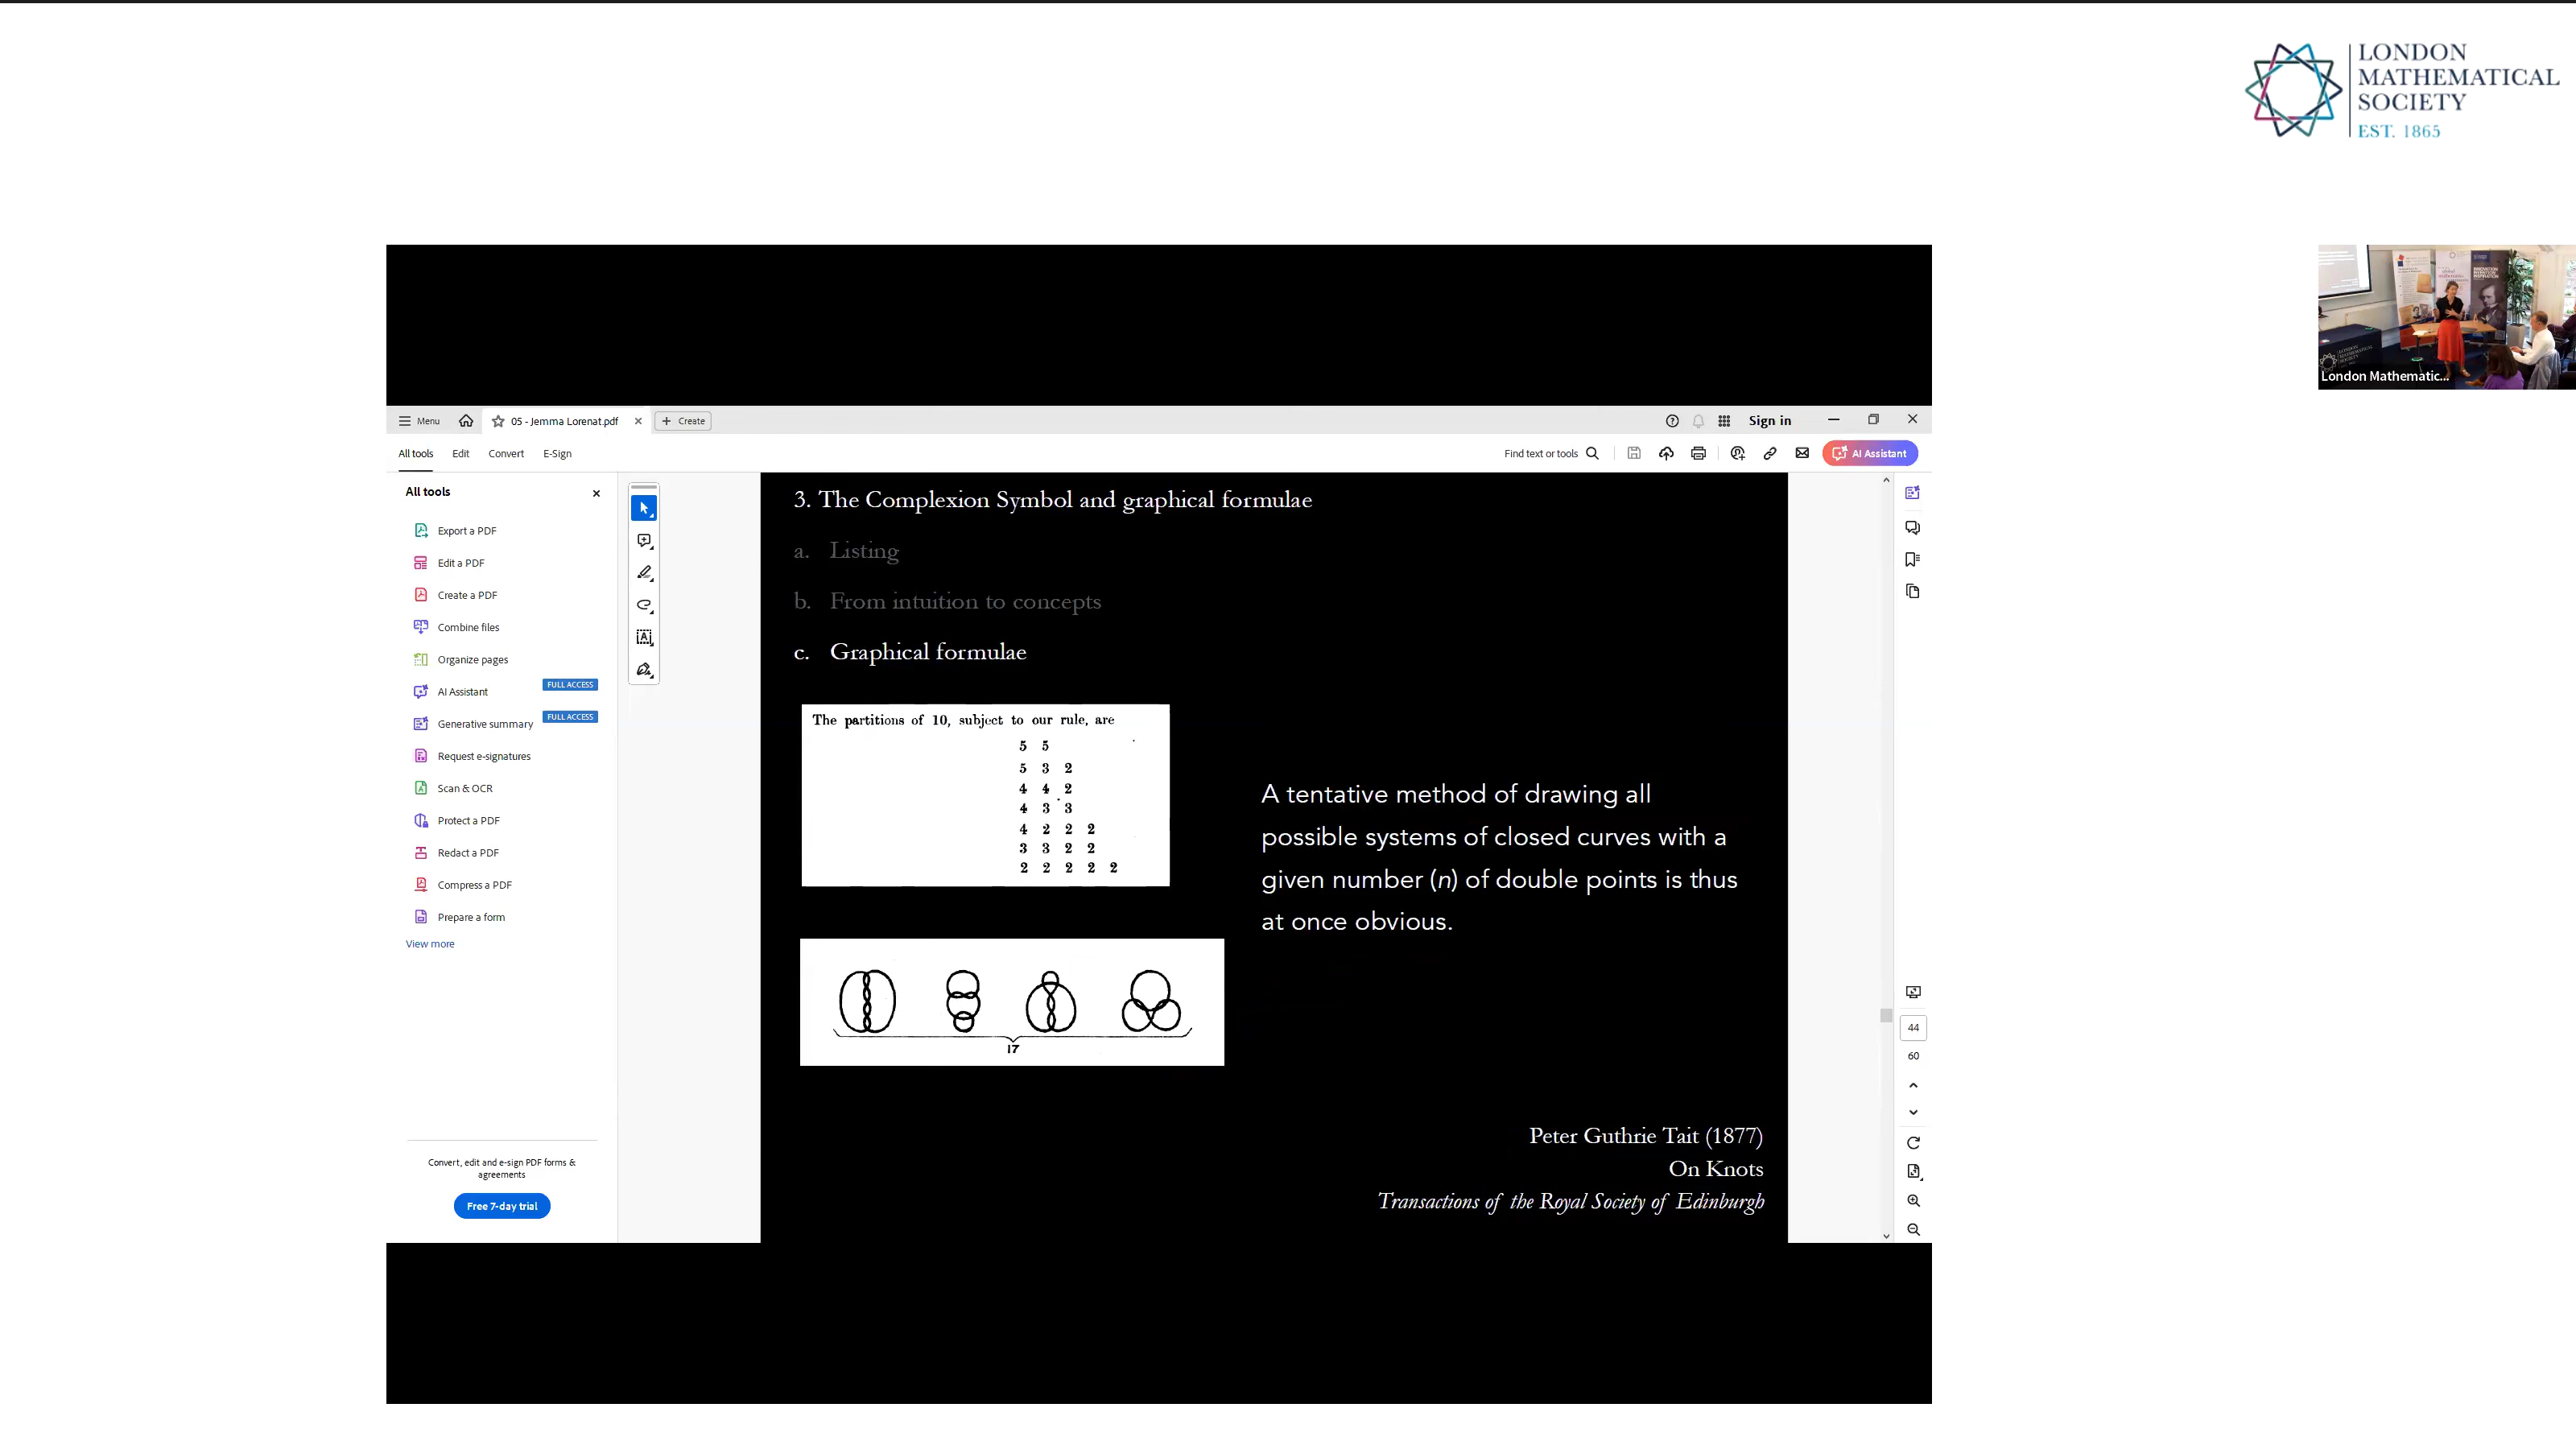 LONDON
MATHEMATICAL
SOCIETY
EST. 1865
London Mathematic...
Menu
05 - Jemma Lorenat.pdf
Create
Sign in
All tools
Edit
Convert
E-Sign
Find text or tools
AI Assistant
All tools
Export a PDF
Edit a PDF
Create a PDF
Combine files
Organize pages
AI Assistant
FULL ACCESS
Generative summary
FULL ACCESS
Request e-signatures
Scan & OCR
Protect a PDF
Redact a PDF
Compress a PDF
Prepare a form
View more
Convert, edit and e-sign PDF forms &
agreements
Free 7-day trial
3. The Complexion Symbol and graphical formulae
a. Listing
b. From intuition to concepts
c. Graphical formulae
The partitions of 10, subject to our rule, are
5 5
5 3 2
4 4 2
4 3 3
4 2 2 2
3 3 2 2
2 2 2 2 2
17
A tentative method of drawing all
possible systems of closed curves with a
given number (n) of double points is thus
at once obvious.
Peter Guthrie Tait (1877)
On Knots
Transactions of the Royal Society of Edinburgh
44
60